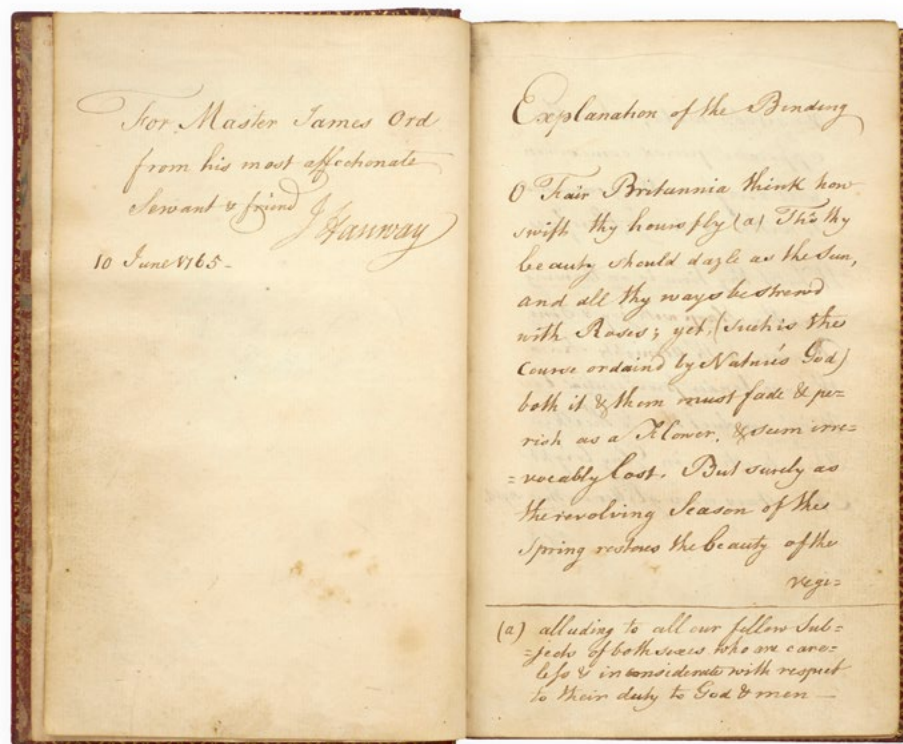 For Master James Ord
from his most affectionate
Servant & friend
J Hanway
10 June 1765-
Explanation of the Binding
O Fair Britannia think how
swift thy hours fly (a) Tho thy
beauty should dazle as the Sun,
and all thy ways be strewd
with Roses; yet, (such is the
Course ordaind by Nature's God)
both it & them must fade & pe=
rish as a Flower, & seem irre=
=vocably Lost. But surely as
the revolving Season of the
Spring restores the beauty of the
vege=
(a) alluding to all our fellow Sub=
=jects of both sexes who are care=
less & inconsiderate with respect
to their duty to God & men —